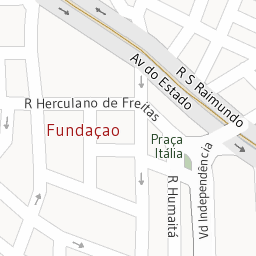 Av do Estado
R S Raimundo
R Herculano de Freitas
Fundaçao
Praça
Itália
R Humaitá
Vd Independência